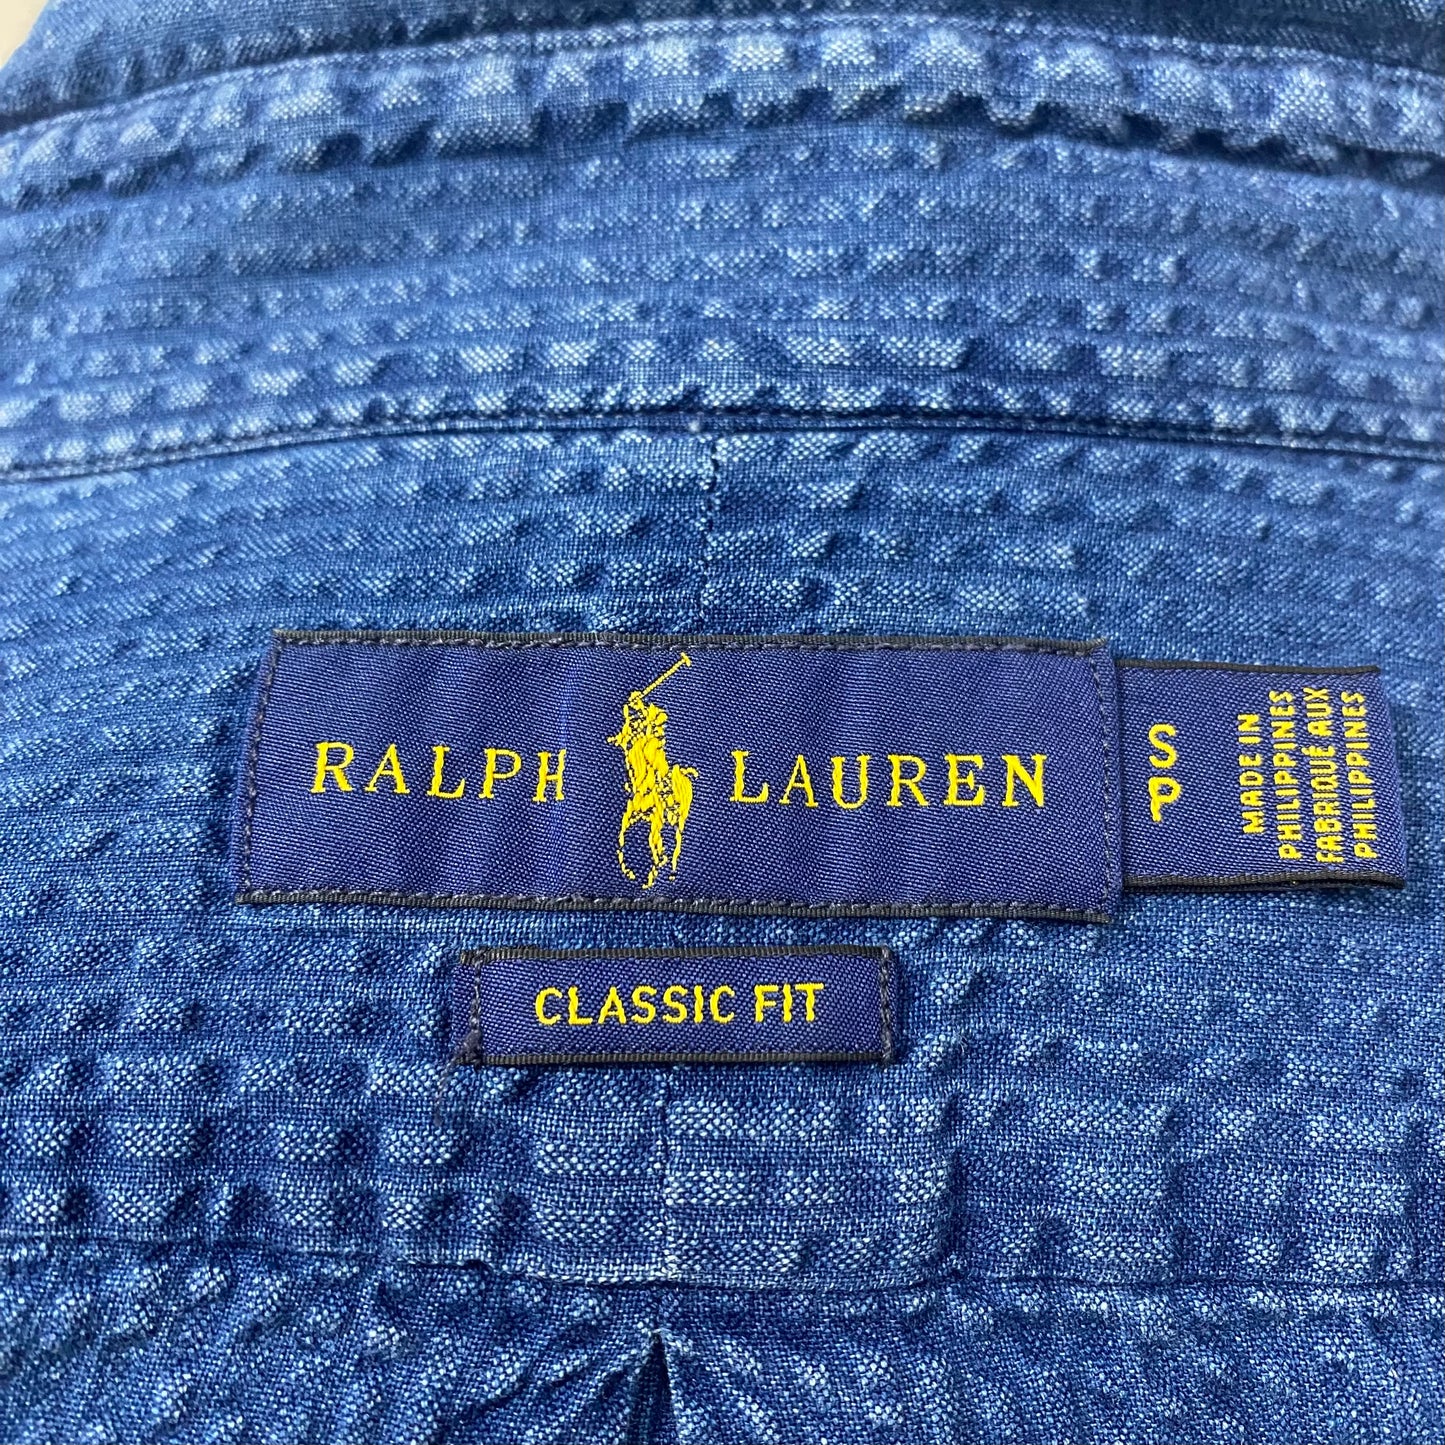 RALPH LAUREN
S
P
MADE IN
PHILIPPINES
FABRIQUÉ AUX
PHILIPPINES
CLASSIC FIT